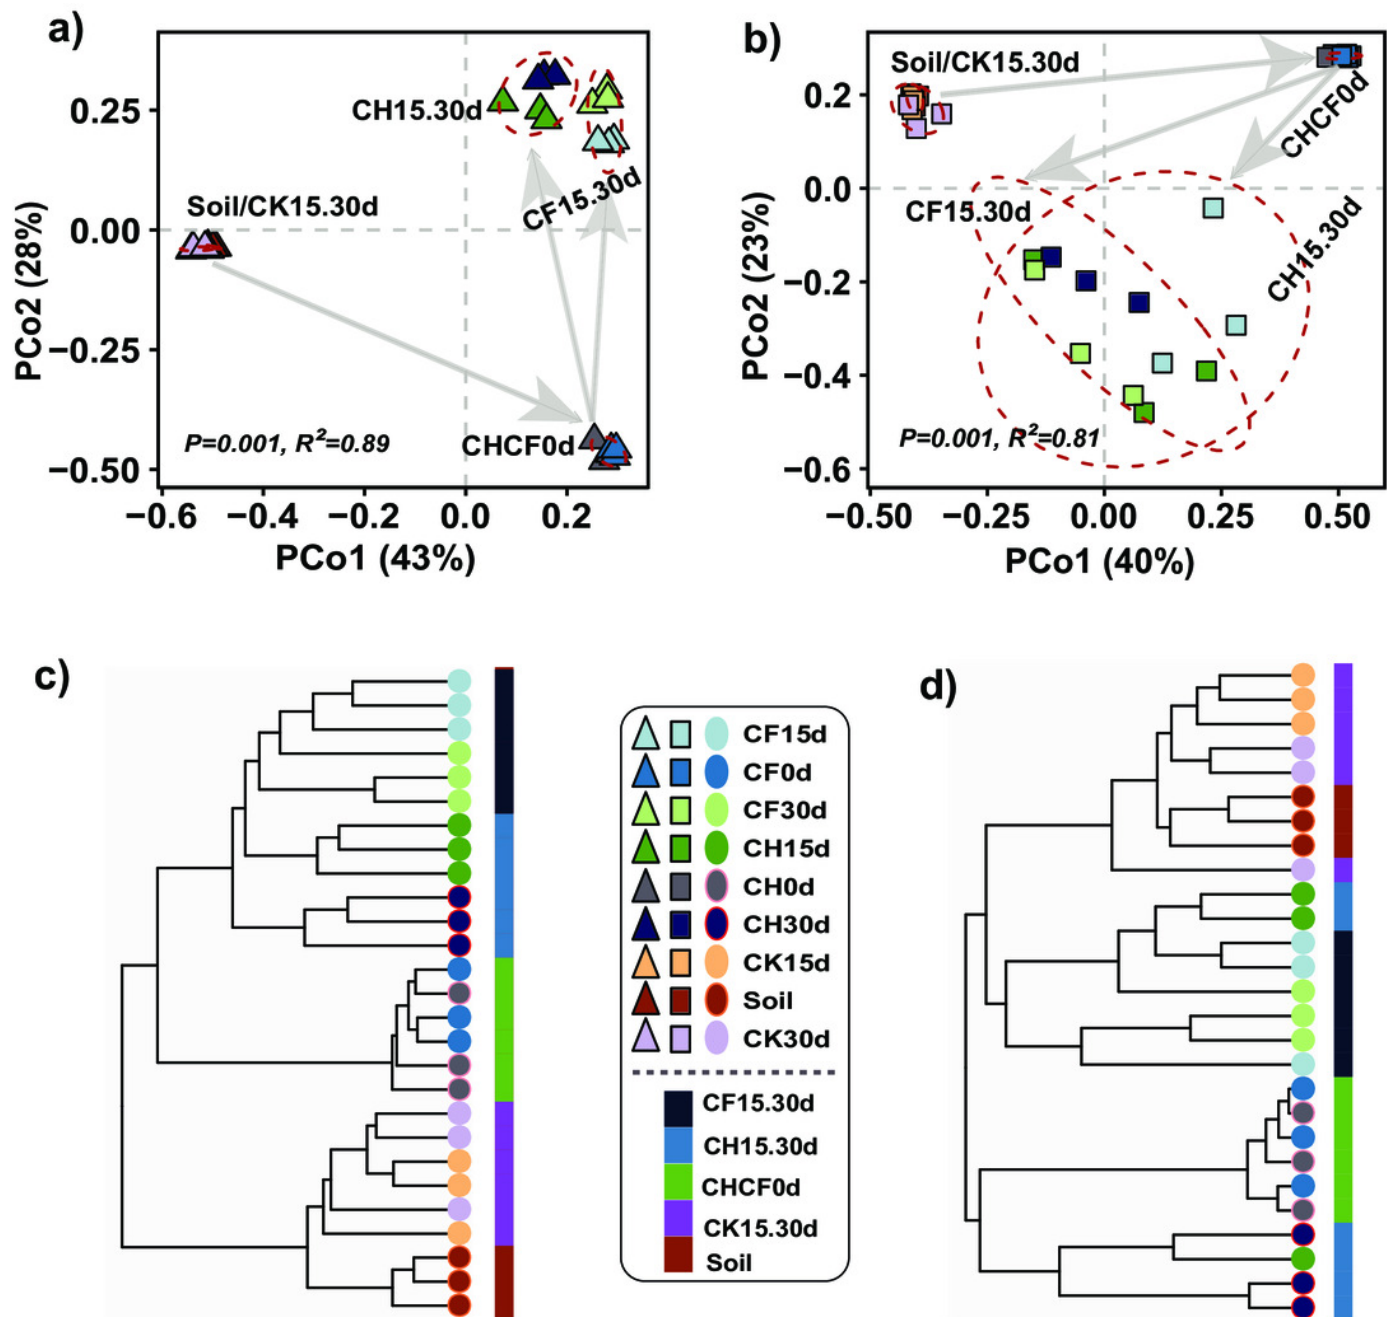 a)
CH15.30d
CF15.30d
Soil/CK15.30d
CHCF0d
P=0.001, R²=0.89
0.25
0.00
−0.25
−0.50
PCo2 (28%)
−0.6 −0.4 −0.2 0.0 0.2
PCo1 (43%)
b)
Soil/CK15.30d
CHCF0d
CF15.30d
CH15.30d
P=0.001, R²=0.81
0.2
0.0
−0.2
−0.4
−0.6
PCo2 (23%)
−0.50 −0.25 0.00 0.25 0.50
PCo1 (40%)
c)
CF15d
CF0d
CF30d
CH15d
CH0d
CH30d
CK15d
Soil
CK30d
CF15.30d
CH15.30d
CHCF0d
CK15.30d
Soil
d)